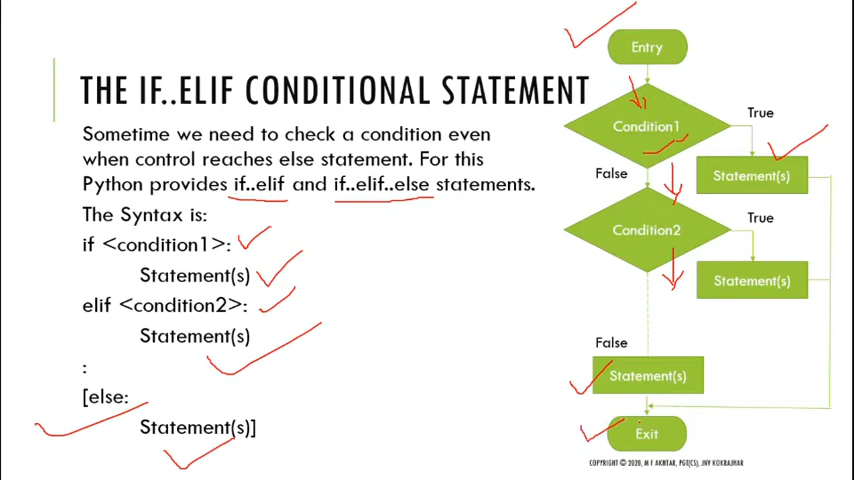 THE IF..ELIF CONDITIONAL STATEMENT
Sometime we need to check a condition even
when control reaches else statement. For this
Python provides if..elif and if..elif..else statements.
The Syntax is:
if <condition1>:
Statement(s)
elif <condition2>:
Statement(s)
:
[else:
Statement(s)]
Entry
Condition1
True
Statement(s)
False
Condition2
True
Statement(s)
False
Statement(s)
Exit
COPYRIGHT © 2020, M F AKHTAR, PGT(CS), JNV KOKRAJHAR